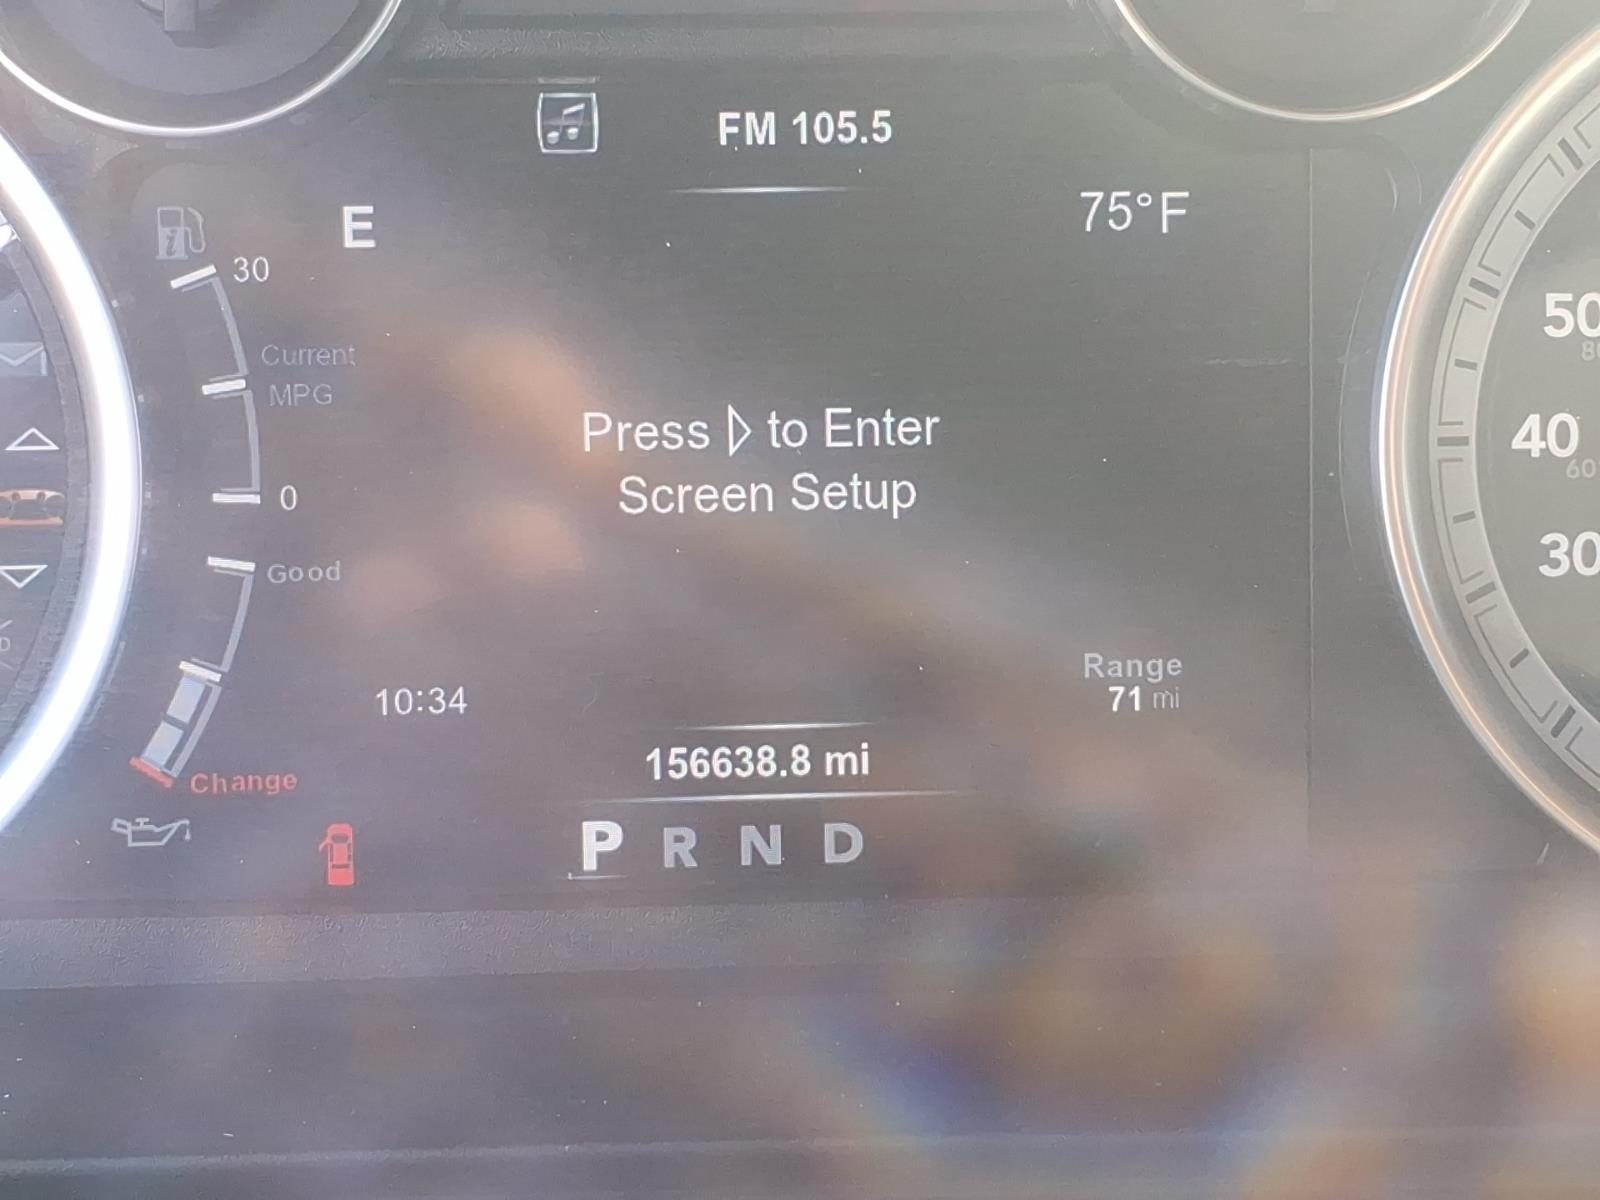 FM 105.5
E
75°F
30
Current
MPG
0
Press ▷ to Enter
Screen Setup
Good
10:34
Range
71 mi
156638.8 mi
Change
P R N D
50
40
60
30